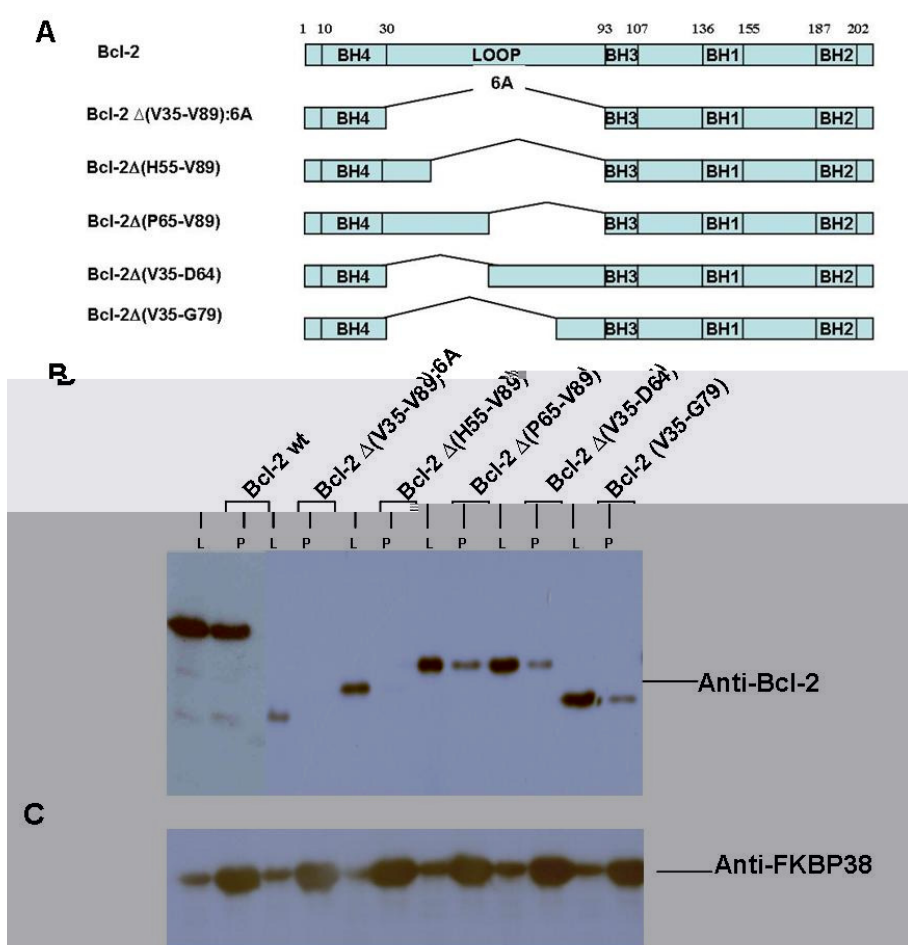 A
1 10 30 93 107 136 155 187 202
Bcl-2 BH4 LOOP BH3 BH1 BH2
6A
Bcl-2 Δ(V35-V89):6A BH4 BH3 BH1 BH2
Bcl-2Δ(H55-V89) BH4 BH3 BH1 BH2
Bcl-2Δ(P65-V89) BH4 BH3 BH1 BH2
Bcl-2Δ(V35-D64) BH4 BH3 BH1 BH2
Bcl-2Δ(V35-G79) BH4 BH3 BH1 BH2
B
Bcl-2 wt
Bcl-2 Δ(V35-V89):6A
Bcl-2 Δ(H55-V89)
Bcl-2 Δ(P65-V89)
Bcl-2 Δ(V35-D64)
Bcl-2 (V35-G79)
L P L P L P L P L P L P
Anti-Bcl-2
C
Anti-FKBP38